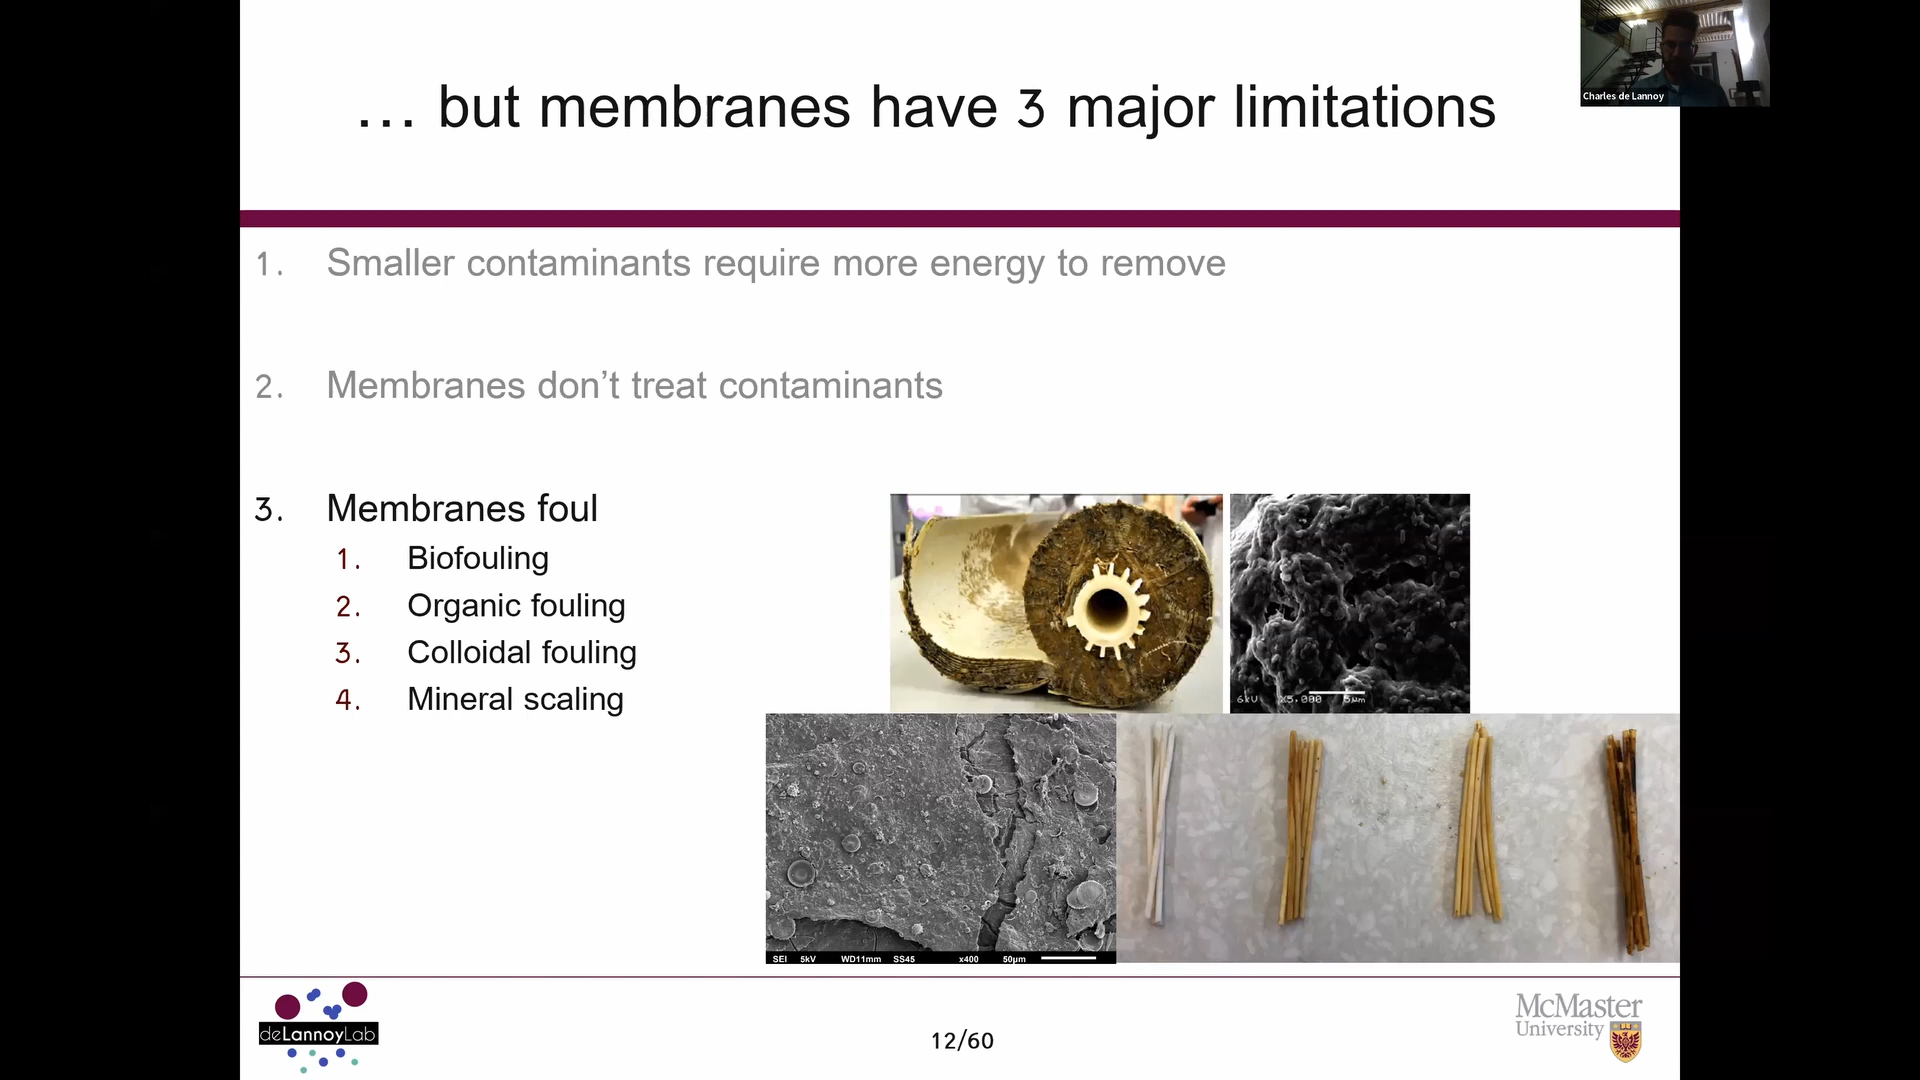 Charles de Lannoy
... but membranes have 3 major limitations
1. Smaller contaminants require more energy to remove
2. Membranes don’t treat contaminants
3. Membranes foul
1. Biofouling
2. Organic fouling
3. Colloidal fouling
4. Mineral scaling
6kV X5,000 5μm
SEI 5kV WD11mm SS45 x400 50μm
deLannoyLab
12/60
McMaster
University